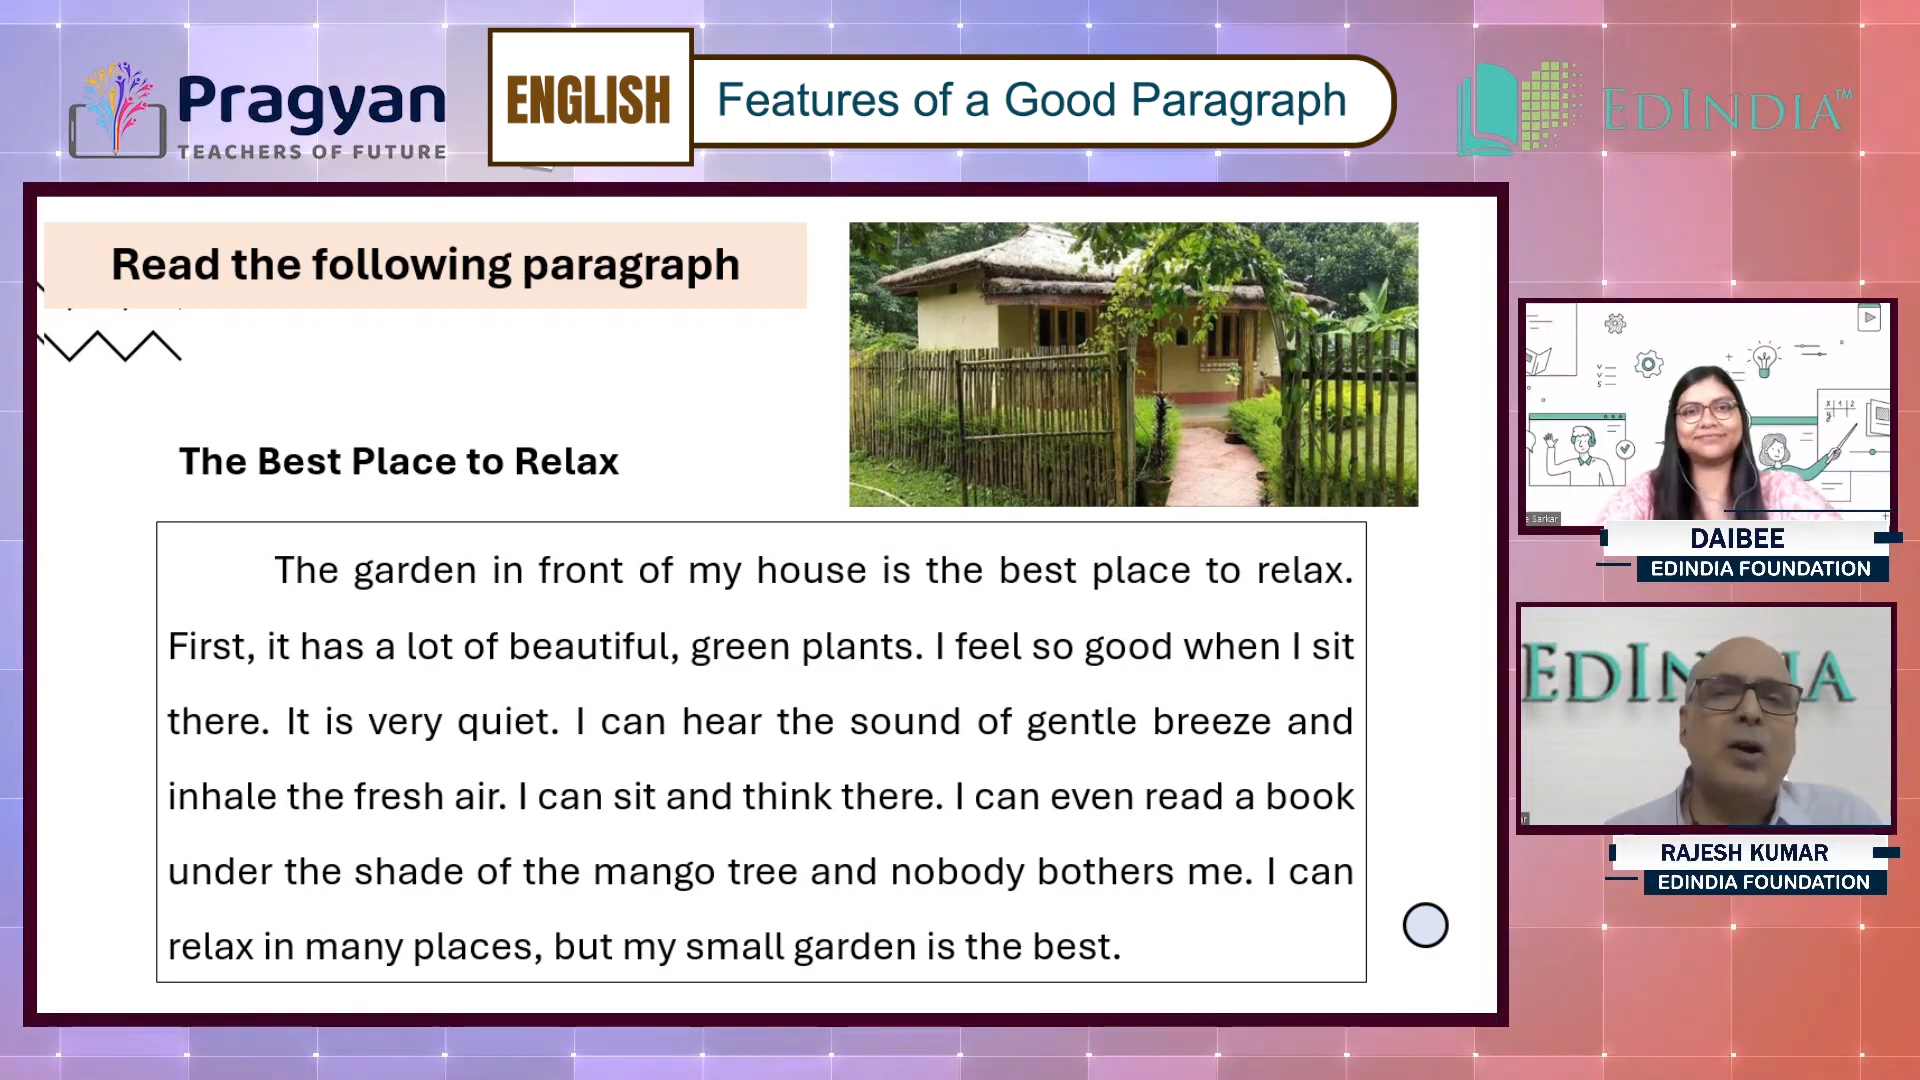 Pragyan
TEACHERS OF FUTURE
ENGLISH
Features of a Good Paragraph
EDINDIA™
Read the following paragraph
The Best Place to Relax
The garden in front of my house is the best place to relax.
First, it has a lot of beautiful, green plants. I feel so good when I sit
there. It is very quiet. I can hear the sound of gentle breeze and
inhale the fresh air. I can sit and think there. I can even read a book
under the shade of the mango tree and nobody bothers me. I can
relax in many places, but my small garden is the best.
Sarkar
DAIBEE
EDINDIA FOUNDATION
EDINDIA
RAJESH KUMAR
EDINDIA FOUNDATION